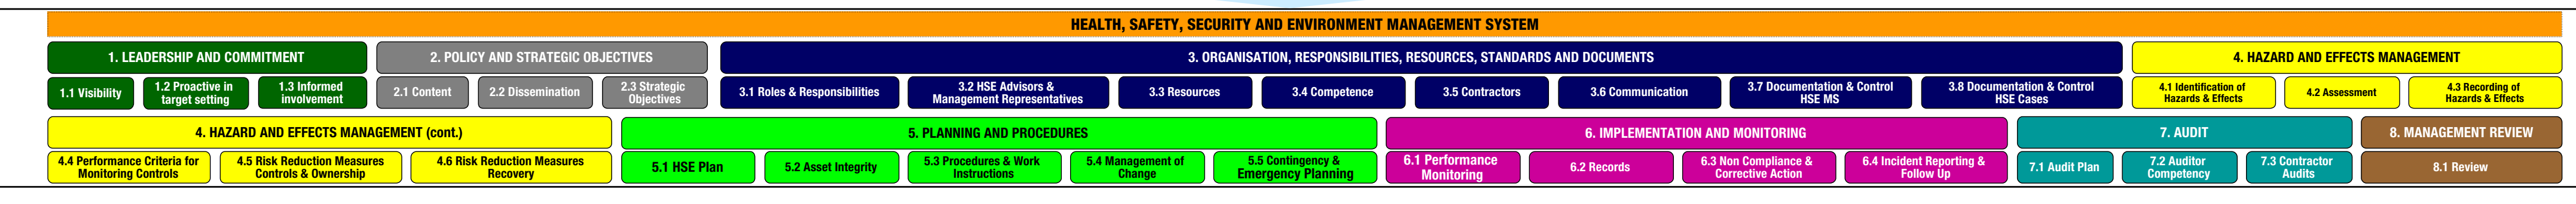 HEALTH, SAFETY, SECURITY AND ENVIRONMENT MANAGEMENT SYSTEM
1. LEADERSHIP AND COMMITMENT
2. POLICY AND STRATEGIC OBJECTIVES
3. ORGANISATION, RESPONSIBILITIES, RESOURCES, STANDARDS AND DOCUMENTS
4. HAZARD AND EFFECTS MANAGEMENT
1.1 Visibility
1.2 Proactive in
target setting
1.3 Informed
involvement
2.1 Content
2.2 Dissemination
2.3 Strategic
Objectives
3.1 Roles & Responsibilities
3.2 HSE Advisors &
Management Representatives
3.3 Resources
3.4 Competence
3.5 Contractors
3.6 Communication
3.7 Documentation & Control
HSE MS
3.8 Documentation & Control
HSE Cases
4.1 Identification of
Hazards & Effects
4.2 Assessment
4.3 Recording of
Hazards & Effects
4. HAZARD AND EFFECTS MANAGEMENT (cont.)
5. PLANNING AND PROCEDURES
6. IMPLEMENTATION AND MONITORING
7. AUDIT
8. MANAGEMENT REVIEW
4.4 Performance Criteria for
Monitoring Controls
4.5 Risk Reduction Measures
Controls & Ownership
4.6 Risk Reduction Measures
Recovery
5.1 HSE Plan
5.2 Asset Integrity
5.3 Procedures & Work
Instructions
5.4 Management of
Change
5.5 Contingency &
Emergency Planning
6.1 Performance
Monitoring
6.2 Records
6.3 Non Compliance &
Corrective Action
6.4 Incident Reporting &
Follow Up
7.1 Audit Plan
7.2 Auditor
Competency
7.3 Contractor
Audits
8.1 Review